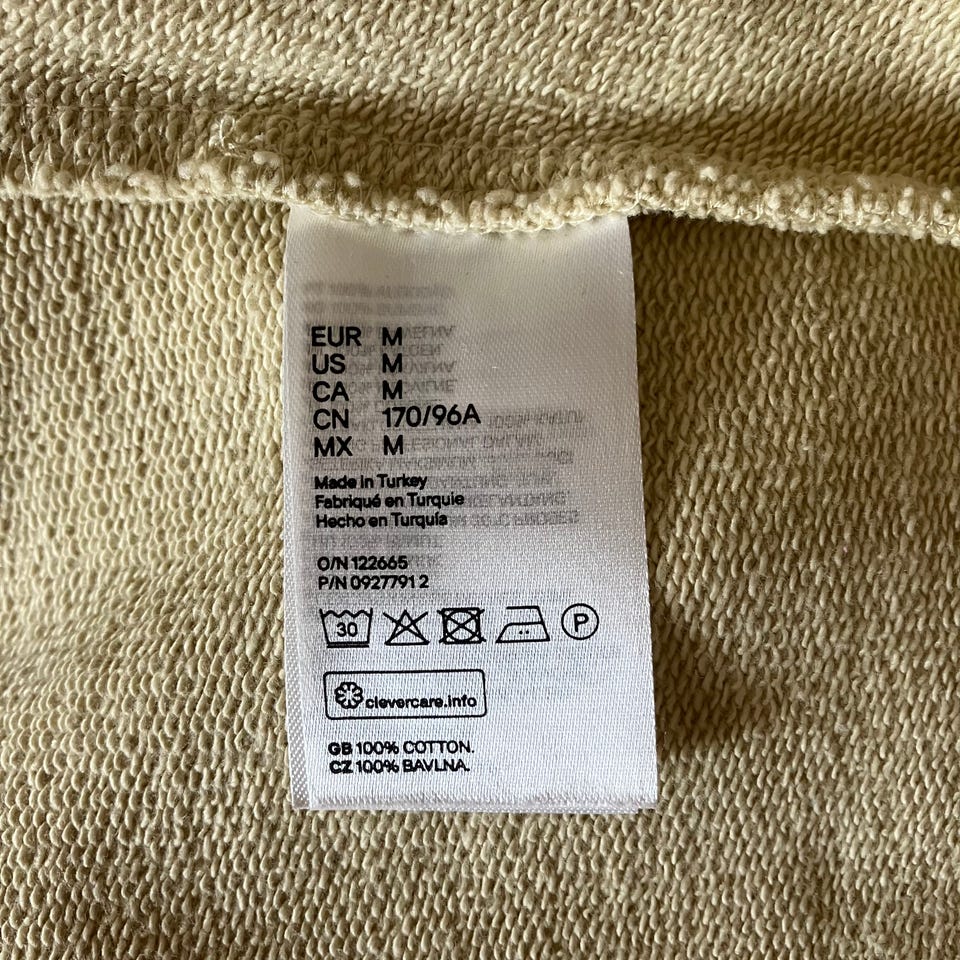 EUR M
US M
CA M
CN 170/96A
MX M
Made in Turkey
Fabriqué en Turquie
Hecho en Turquía
O/N 122665
P/N 0927791 2
30 P
clevercare.info
GB 100% COTTON.
CZ 100% BAVLNA.